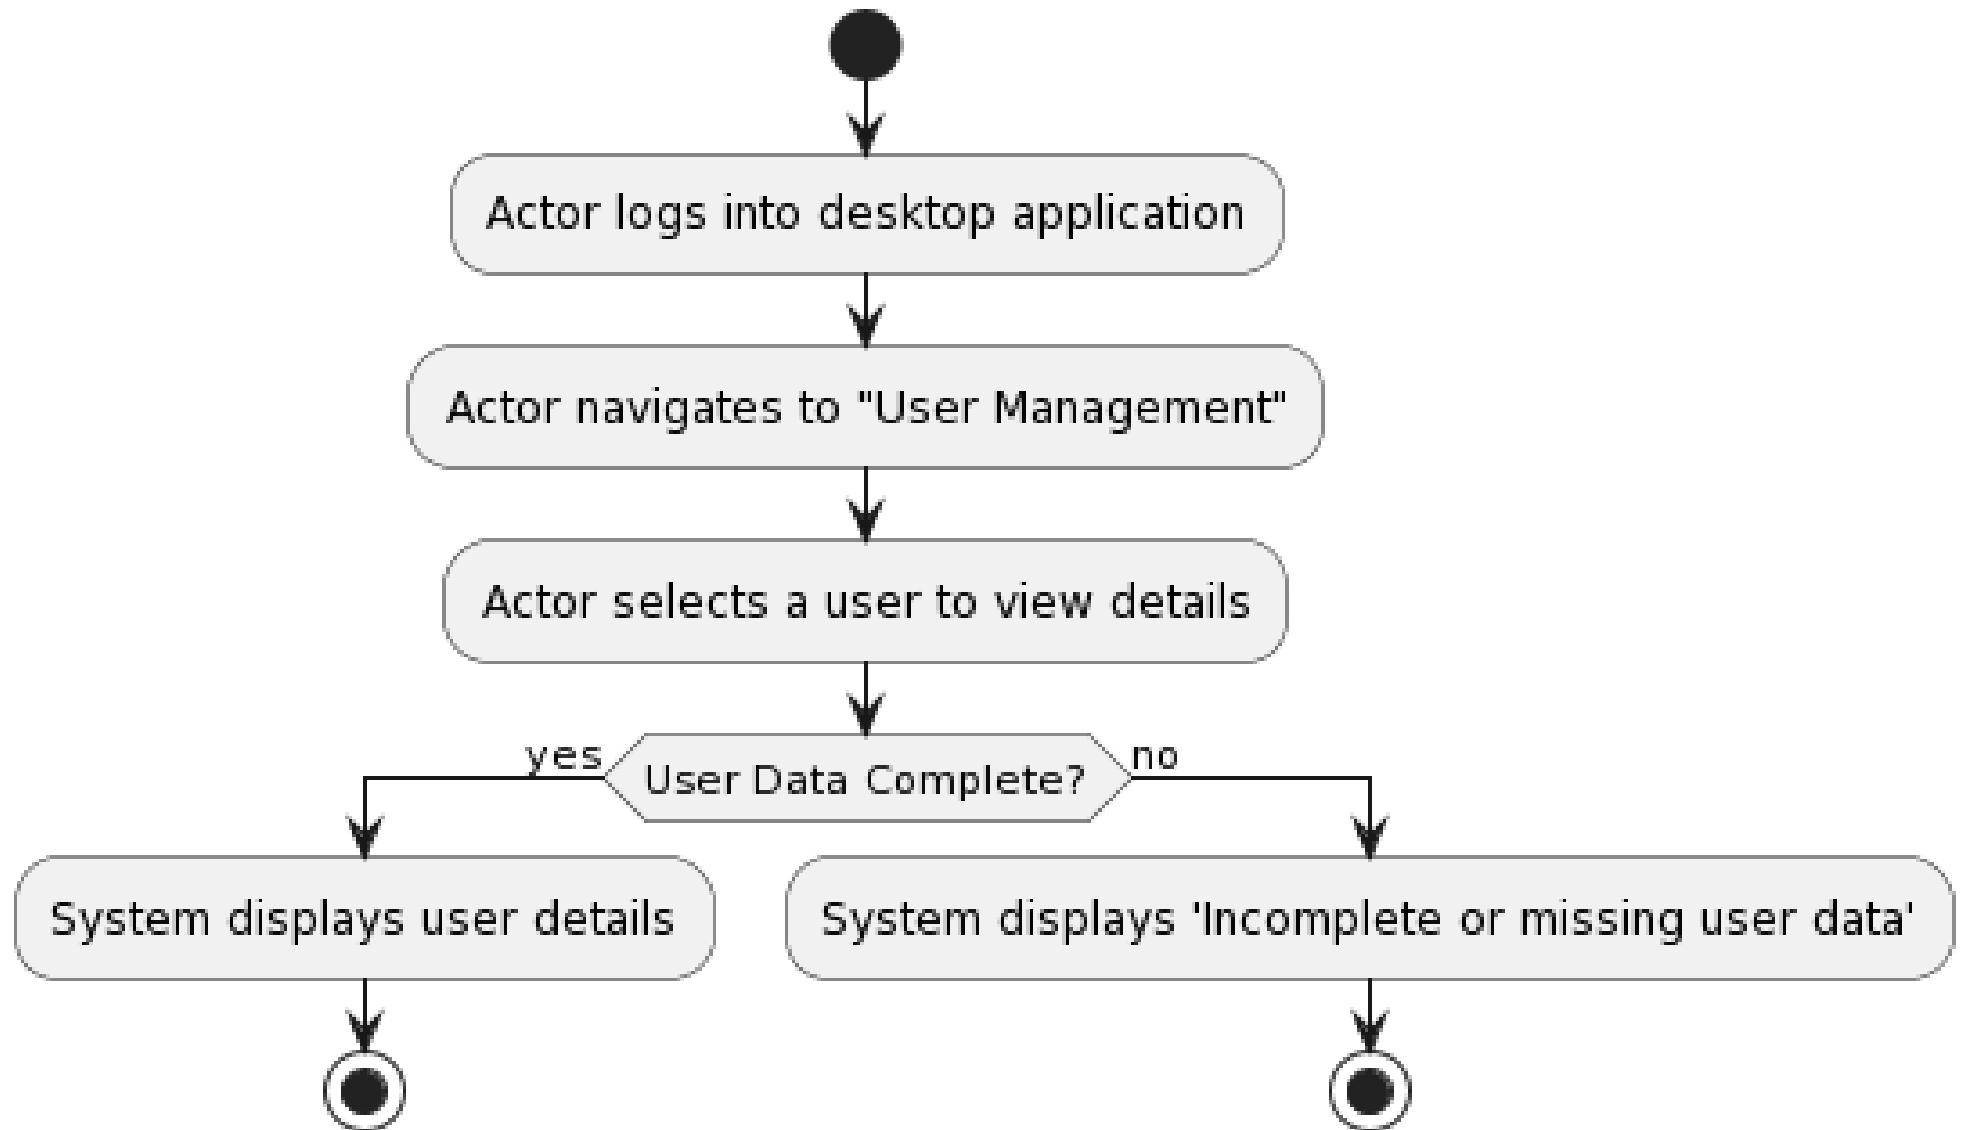 Actor logs into desktop application
Actor navigates to "User Management"
Actor selects a user to view details
yes
User Data Complete?
no
System displays user details
System displays 'Incomplete or missing user data'